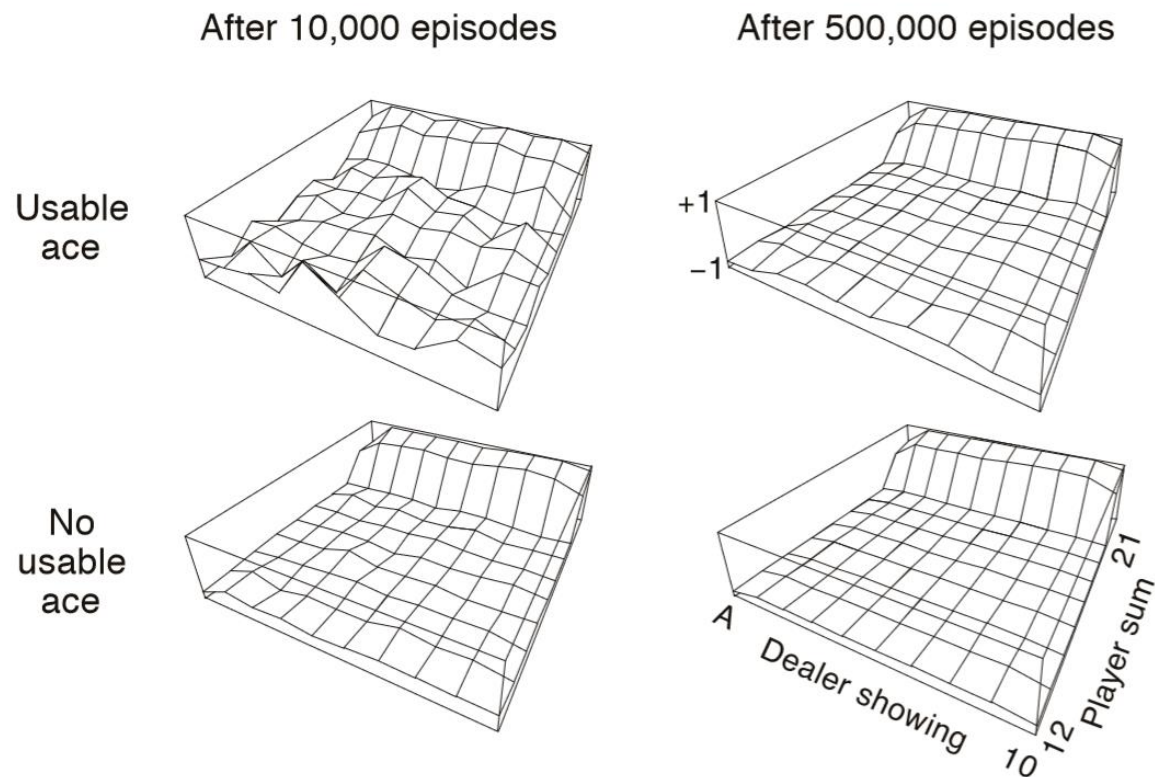 After 10,000 episodes
After 500,000 episodes
Usable
ace
+1
−1
No
usable
ace
A
Dealer showing
10
12
Player sum
21